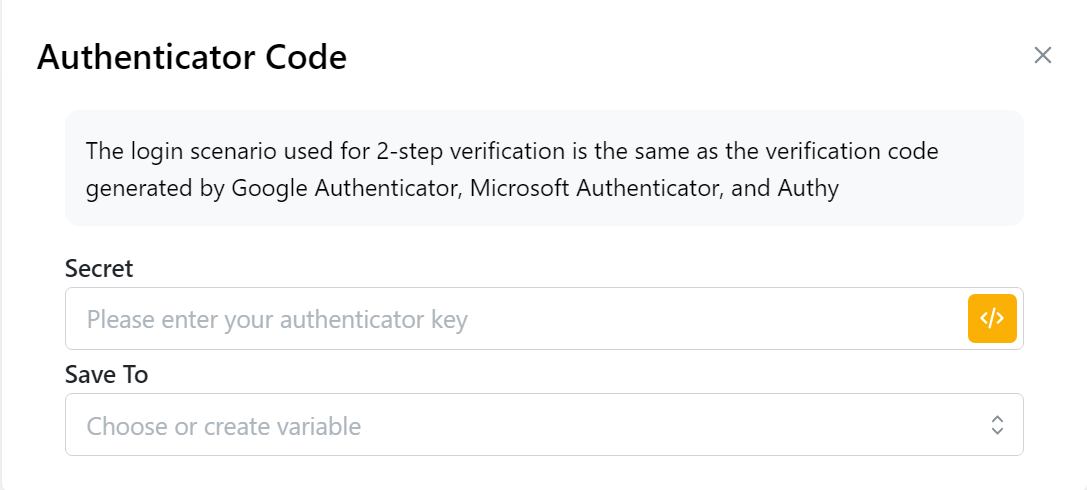 Authenticator Code
The login scenario used for 2-step verification is the same as the verification code
generated by Google Authenticator, Microsoft Authenticator, and Authy
Secret
Please enter your authenticator key
</>
Save To
Choose or create variable